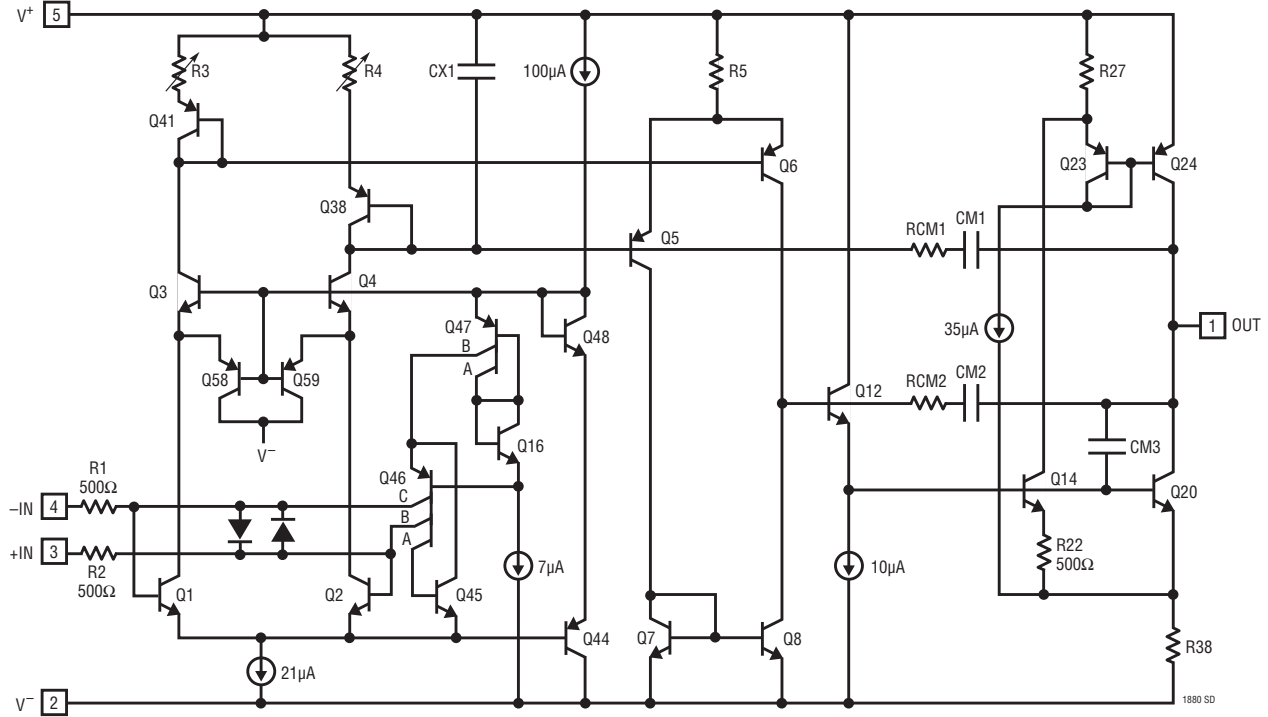 V+ 5
R3
R4
CX1
100µA
R5
R27
Q41
Q6
Q23
Q24
Q38
Q5
RCM1
CM1
Q3
Q4
Q47
B
A
Q48
35µA
1 OUT
Q58
Q59
V−
Q12
RCM2
CM2
Q16
CM3
R1
500Ω
Q46
C
B
A
Q14
Q20
–IN 4
+IN 3
R2
500Ω
7µA
10µA
R22
500Ω
Q1
Q2
Q45
Q44
Q7
Q8
R38
21µA
V− 2
1880 SD